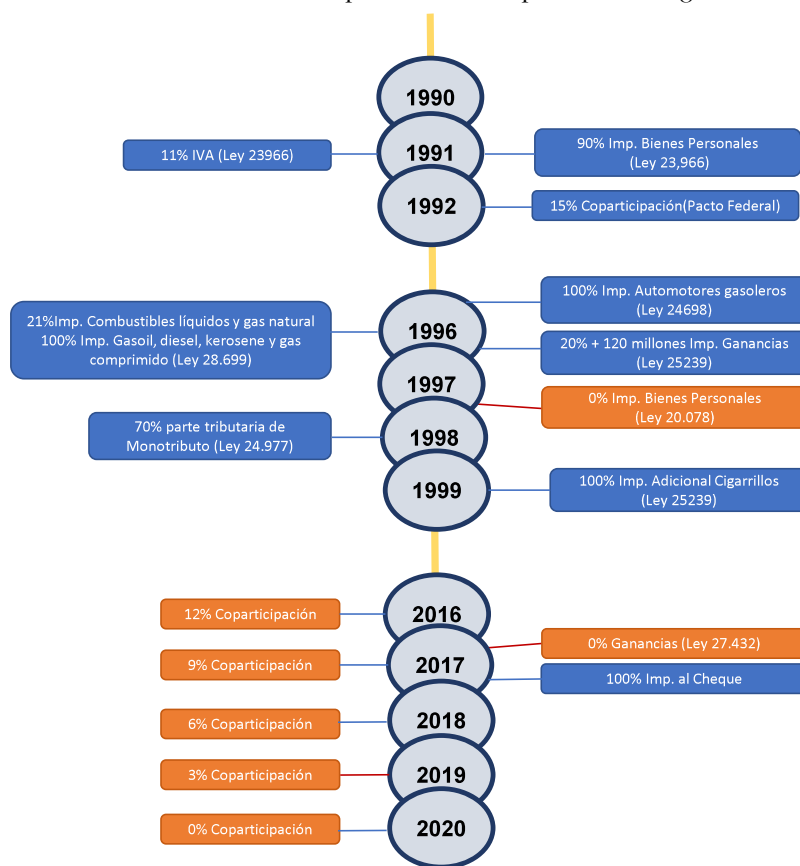 1990
11% IVA (Ley 23966)
1991
90% Imp. Bienes Personales
(Ley 23,966)
1992
15% Coparticipación(Pacto Federal)
100% Imp. Automotores gasoleros
(Ley 24698)
21%Imp. Combustibles líquidos y gas natural
100% Imp. Gasoil, diesel, kerosene y gas
comprimido (Ley 28.699)
1996
20% + 120 millones Imp. Ganancias
(Ley 25239)
1997
0% Imp. Bienes Personales
(Ley 20.078)
70% parte tributaria de
Monotributo (Ley 24.977)
1998
1999
100% Imp. Adicional Cigarrillos
(Ley 25239)
12% Coparticipación
2016
0% Ganancias (Ley 27.432)
9% Coparticipación
2017
100% Imp. al Cheque
6% Coparticipación
2018
3% Coparticipación
2019
0% Coparticipación
2020